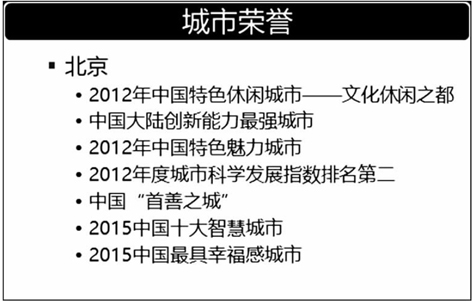 城市荣誉
▪ 北京
• 2012年中国特色休闲城市——文化休闲之都
• 中国大陆创新能力最强城市
• 2012年中国特色魅力城市
• 2012年度城市科学发展指数排名第二
• 中国“首善之城”
• 2015中国十大智慧城市
• 2015中国最具幸福感城市